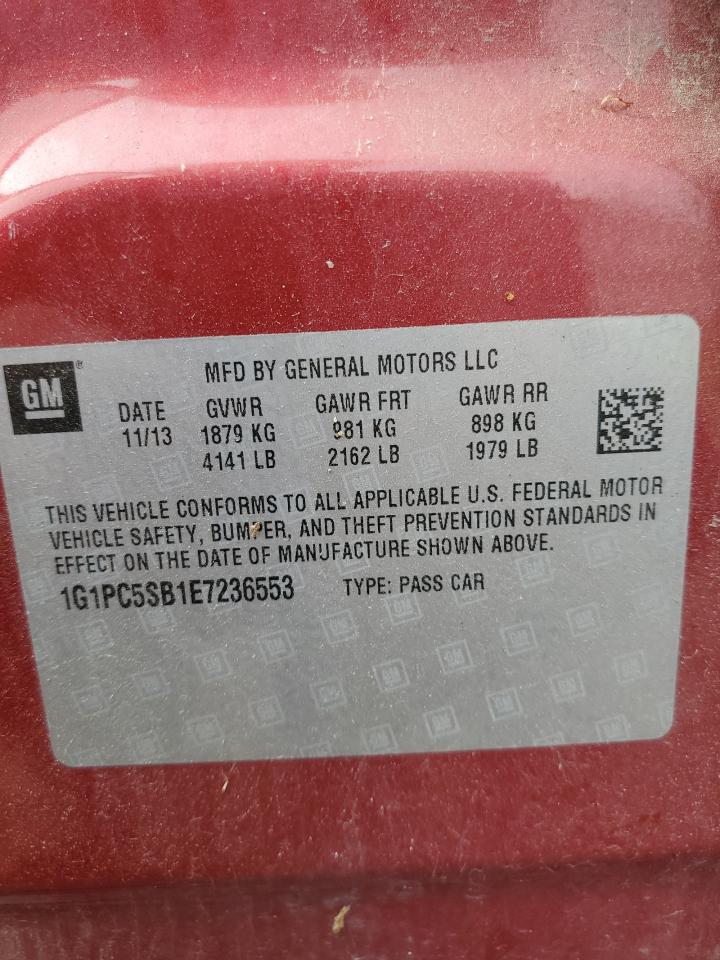 GM ®
MFD BY GENERAL MOTORS LLC
DATE GVWR GAWR FRT GAWR RR
11/13 1879 KG 981 KG 898 KG
4141 LB 2162 LB 1979 LB
THIS VEHICLE CONFORMS TO ALL APPLICABLE U.S. FEDERAL MOTOR
VEHICLE SAFETY, BUMPER, AND THEFT PREVENTION STANDARDS IN
EFFECT ON THE DATE OF MANUFACTURE SHOWN ABOVE.
1G1PC5SB1E7236553 TYPE: PASS CAR